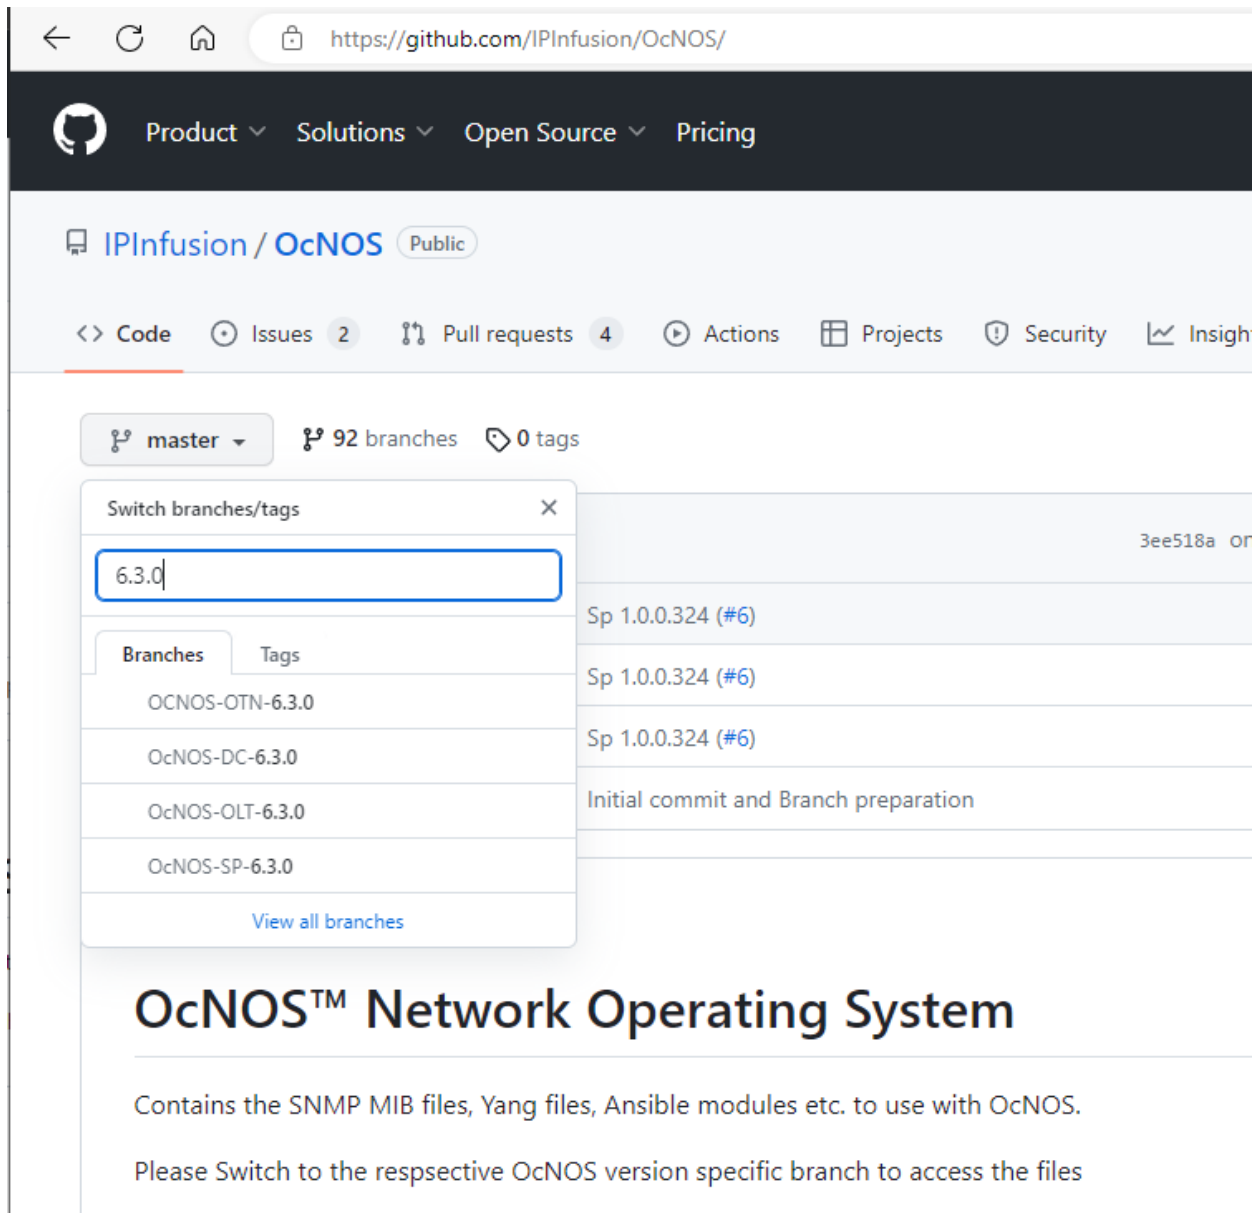 https://github.com/IPInfusion/OcNOS/
Product Solutions Open Source Pricing
IPInfusion / OcNOS Public
<> Code Issues 2 Pull requests 4 Actions Projects Security Insigh
master 92 branches 0 tags
Switch branches/tags
3ee518a on
6.3.0
Sp 1.0.0.324 (#6)
Branches Tags
Sp 1.0.0.324 (#6)
OCNOS-OTN-6.3.0
Sp 1.0.0.324 (#6)
OcNOS-DC-6.3.0
Initial commit and Branch preparation
OcNOS-OLT-6.3.0
OcNOS-SP-6.3.0
View all branches
OcNOS™ Network Operating System
Contains the SNMP MIB files, Yang files, Ansible modules etc. to use with OcNOS.
Please Switch to the respsective OcNOS version specific branch to access the files